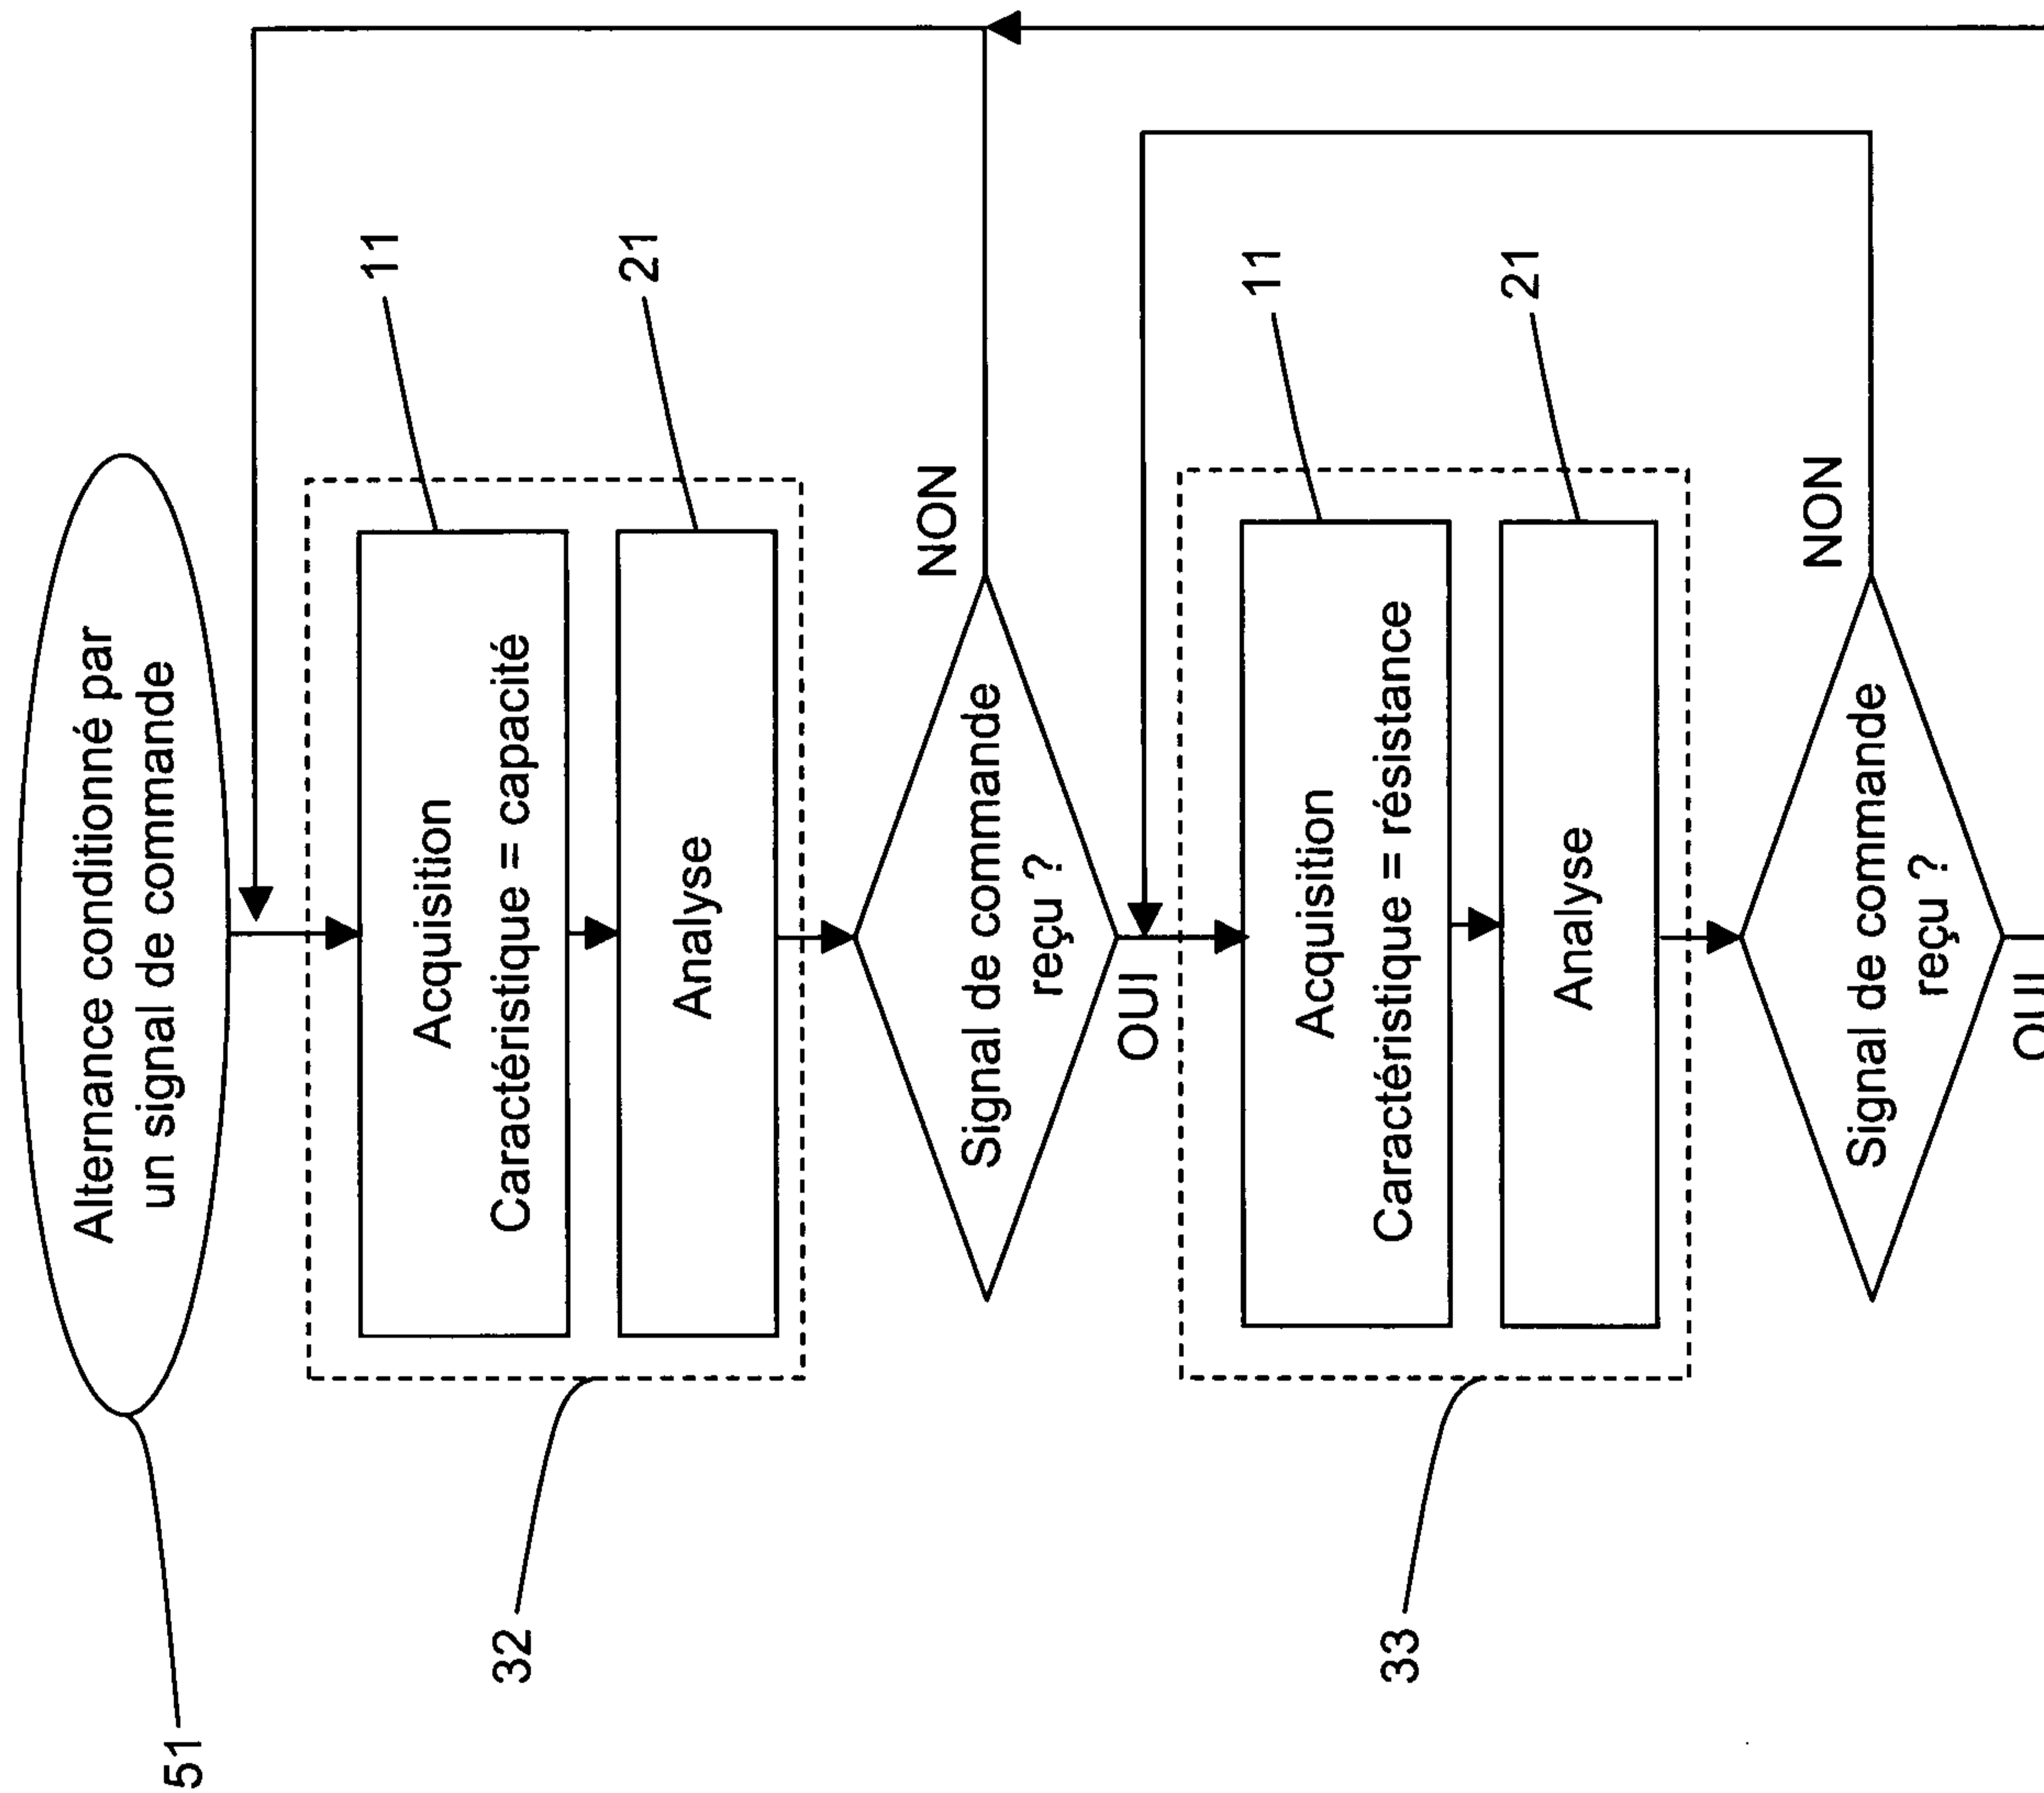 51
Alternance conditionné par
un signal de commande
32
Acquisition
Caractéristique = capacité
11
Analyse
21
Signal de commande
reçu ?
NON
OUI
33
Acquisition
Caractéristique = résistance
11
Analyse
21
Signal de commande
reçu ?
NON
OUI